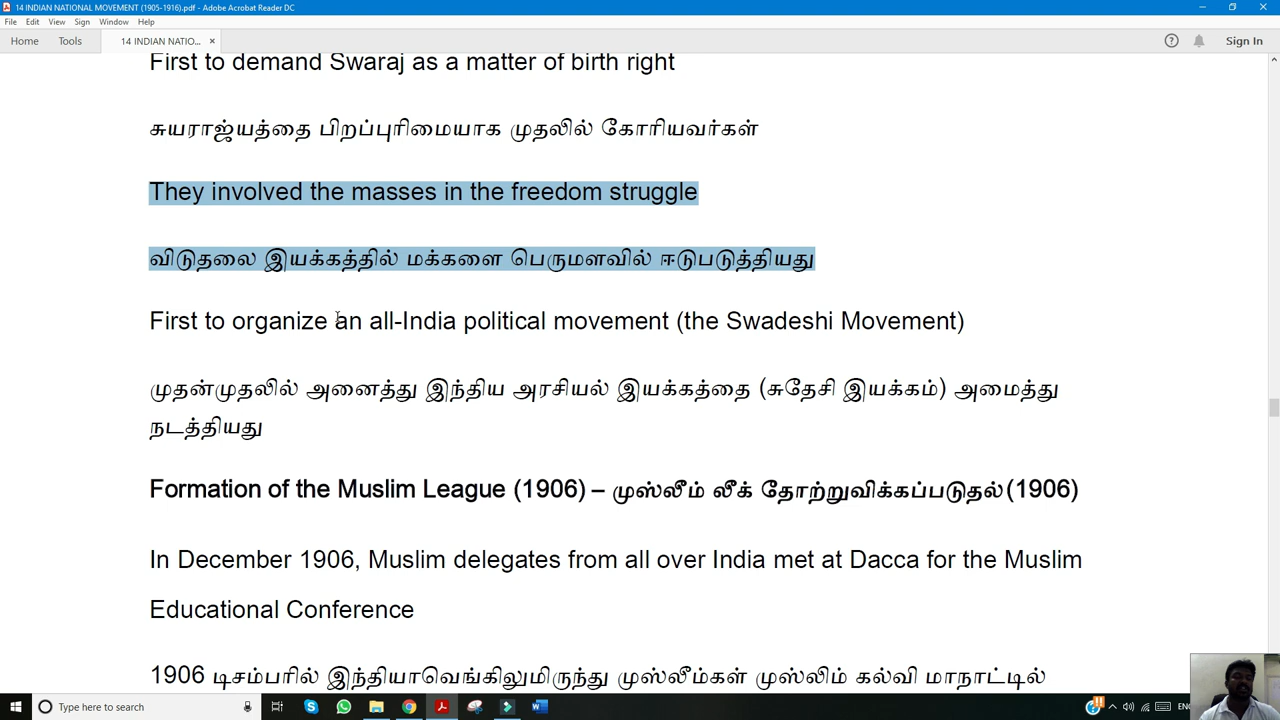 14 INDIAN NATIONAL MOVEMENT (1905-1916).pdf - Adobe Acrobat Reader DC
File Edit View Sign Window Help
Home Tools 14 INDIAN NATIO... × Sign In
First to demand Swaraj as a matter of birth right
சுயராஜ்யத்தை பிறப்புரிமையாக முதலில் கோரியவர்கள்
They involved the masses in the freedom struggle
விடுதலை இயக்கத்தில் மக்களை பெருமளவில் ஈடுபடுத்தியது
First to organize an all-India political movement (the Swadeshi Movement)
முதன்முதலில் அனைத்து இந்திய அரசியல் இயக்கத்தை (சுதேசி இயக்கம்) அமைத்து
நடத்தியது
Formation of the Muslim League (1906) – முஸ்லீம் லீக் தோற்றுவிக்கப்படுதல்(1906)
In December 1906, Muslim delegates from all over India met at Dacca for the Muslim
Educational Conference
1906 டிசம்பரில் இந்தியாவெங்கிலுமிருந்து முஸ்லீம்கள் முஸ்லிம் கல்வி மாநாட்டில்
Type here to search ENG